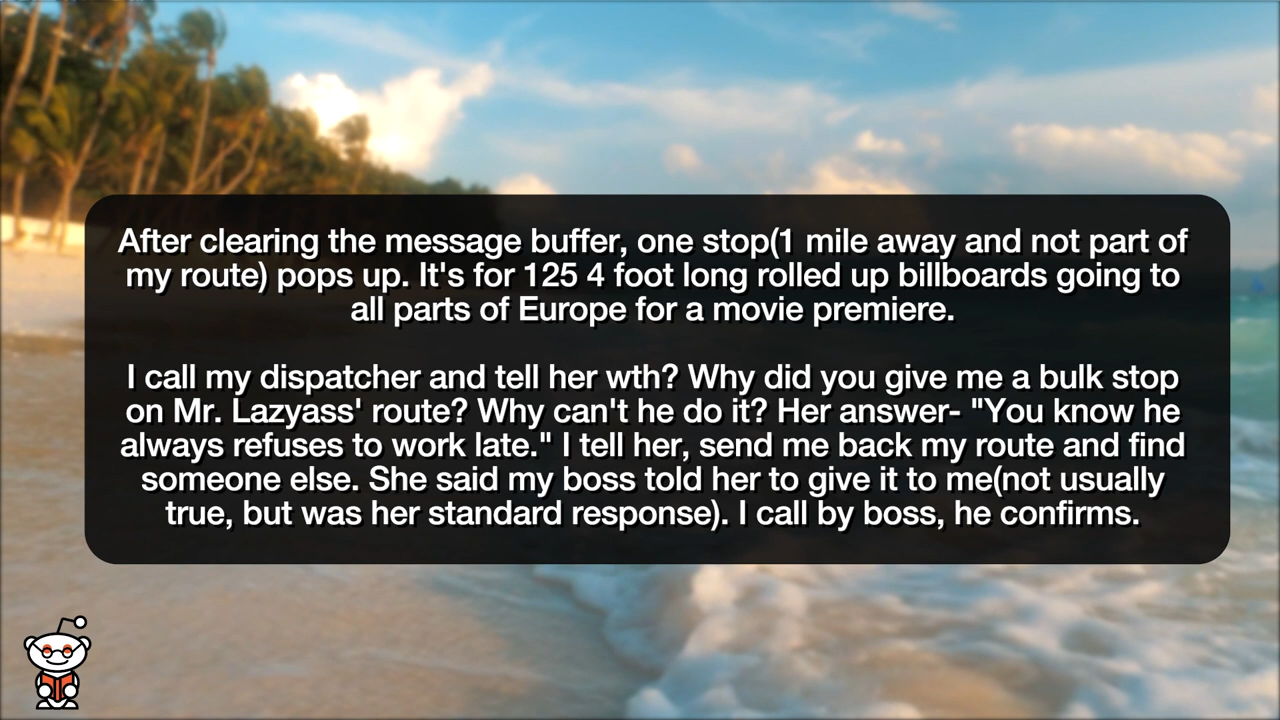 After clearing the message buffer, one stop(1 mile away and not part of
my route) pops up. It's for 125 4 foot long rolled up billboards going to
all parts of Europe for a movie premiere.
I call my dispatcher and tell her wth? Why did you give me a bulk stop
on Mr. Lazyass' route? Why can't he do it? Her answer- "You know he
always refuses to work late." I tell her, send me back my route and find
someone else. She said my boss told her to give it to me(not usually
true, but was her standard response). I call by boss, he confirms.